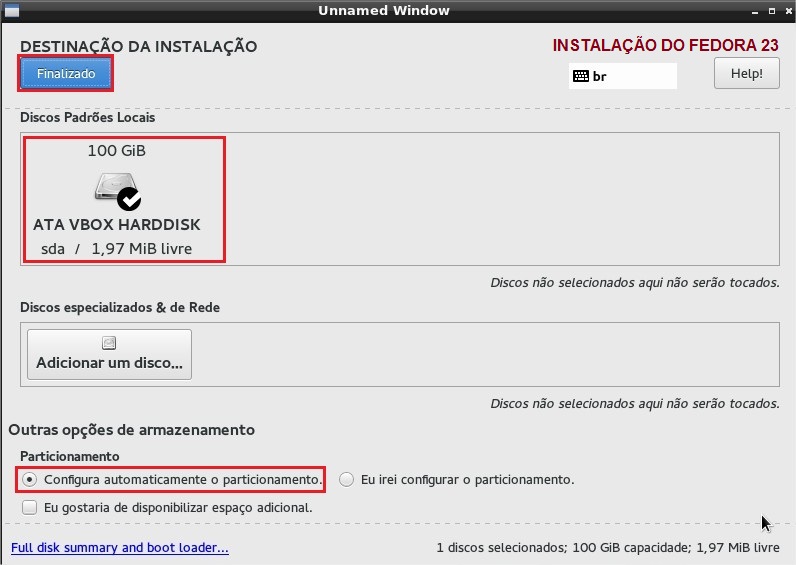 Unnamed Window
DESTINAÇÃO DA INSTALAÇÃO
INSTALAÇÃO DO FEDORA 23
Finalizado
br
Help!
Discos Padrões Locais
100 GiB
ATA VBOX HARDDISK
sda / 1,97 MiB livre
Discos não selecionados aqui não serão tocados.
Discos especializados & de Rede
Adicionar um disco...
Discos não selecionados aqui não serão tocados.
Outras opções de armazenamento
Particionamento
Configura automaticamente o particionamento.
Eu irei configurar o particionamento.
Eu gostaria de disponibilizar espaço adicional.
Full disk summary and boot loader...
1 discos selecionados; 100 GiB capacidade; 1,97 MiB livre